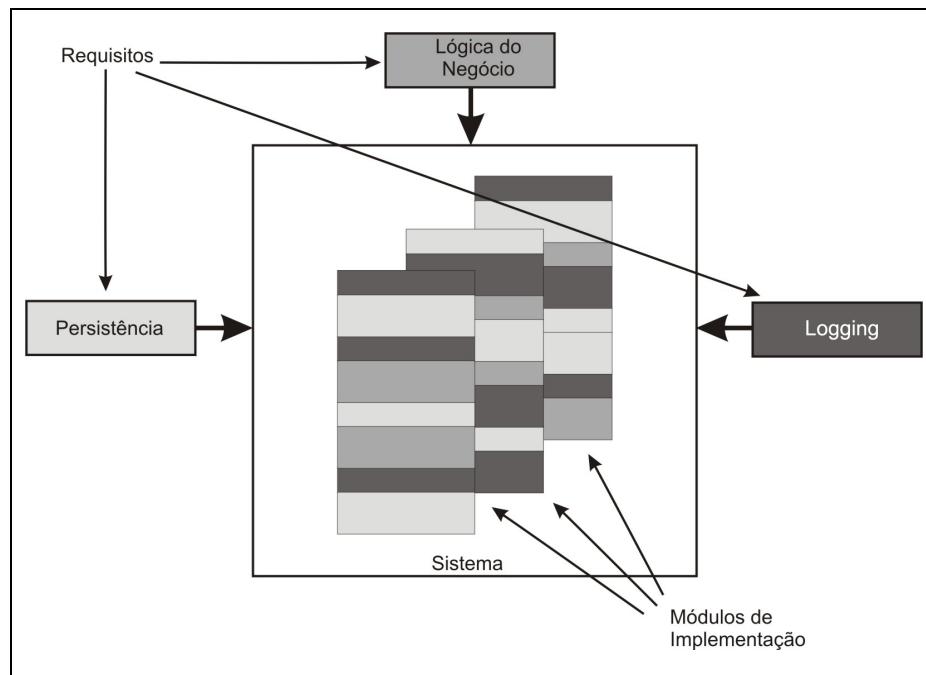 Requisitos
Lógica do
Negócio
Persistência
Logging
Sistema
Módulos de
Implementação